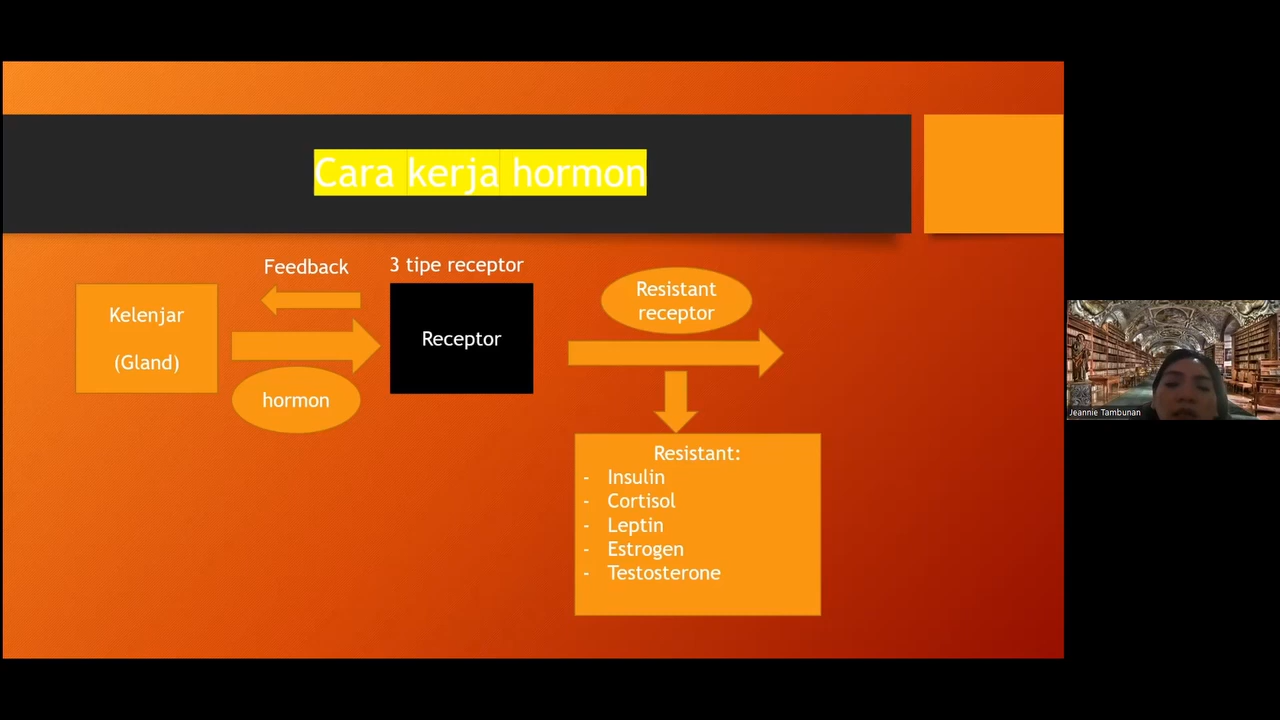 Cara kerja hormon
Feedback
3 tipe receptor
Kelenjar
(Gland)
hormon
Receptor
Resistant
receptor
Resistant:
- Insulin
- Cortisol
- Leptin
- Estrogen
- Testosterone
Jeannie Tambunan